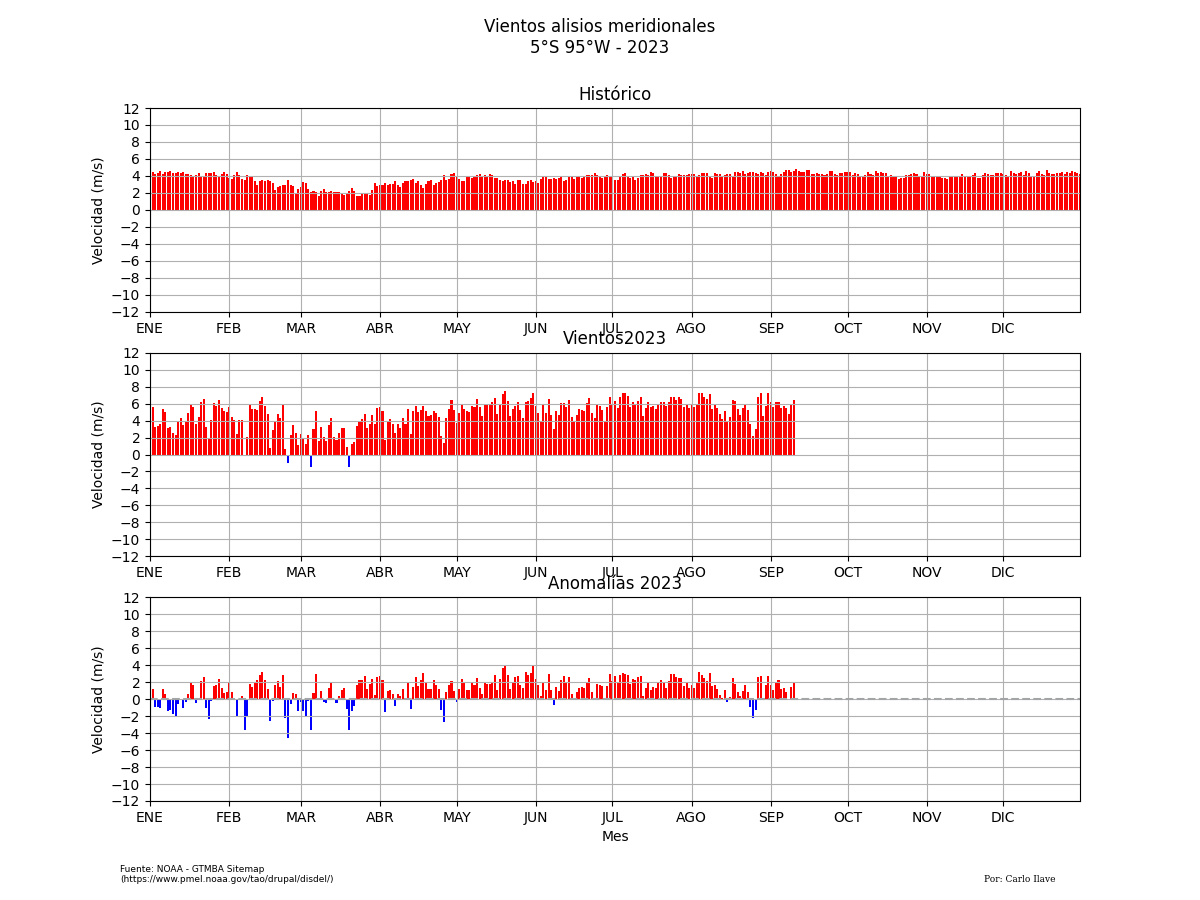 Vientos alisios meridionales
5°S 95°W - 2023
Histórico
12
10
8
6
4
2
0
−2
−4
−6
−8
−10
−12
Velocidad (m/s)
ENE FEB MAR ABR MAY JUN JUL AGO SEP OCT NOV DIC
Vientos2023
12
10
8
6
4
2
0
−2
−4
−6
−8
−10
−12
Velocidad (m/s)
ENE FEB MAR ABR MAY JUN JUL AGO SEP OCT NOV DIC
Anomalías 2023
12
10
8
6
4
2
0
−2
−4
−6
−8
−10
−12
Velocidad (m/s)
ENE FEB MAR ABR MAY JUN JUL AGO SEP OCT NOV DIC
Mes
Fuente: NOAA - GTMBA Sitemap
(https://www.pmel.noaa.gov/tao/drupal/disdel/)
Por: Carlo Ilave